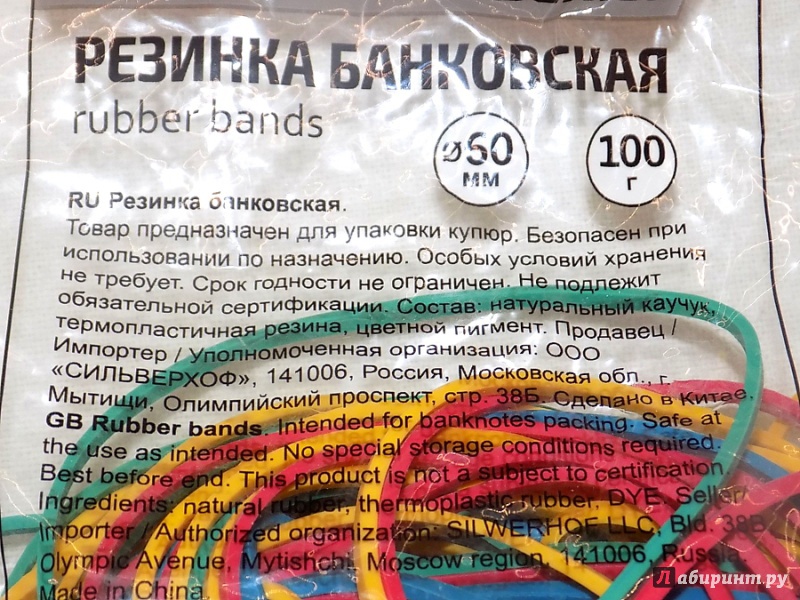 РЕЗИНКА БАНКОВСКАЯ
rubber bands
⌀60 мм
100 г
RU Резинка банковская.
Товар предназначен для упаковки купюр. Безопасен при
использовании по назначению. Особых условий хранения
не требует. Срок годности не ограничен. Не подлежит
обязательной сертификации. Состав: натуральный каучук,
термопластичная резина, цветной пигмент. Продавец /
Импортер / Уполномоченная организация: ООО
«СИЛЬВЕРХОФ», 141006, Россия, Московская обл., г.
Мытищи, Олимпийский проспект, стр. 38Б. Сделано в Китае.
GB Rubber bands. Intended for banknotes packing. Safe at
the use as intended. No special storage conditions required.
Best before end. This product is not a subject to certification.
Ingredients: natural rubber, thermoplastic rubber, DYE. Seller/
Importer / Authorized organization: SILWERHOF LLC, Bld. 38B
Olympic Avenue, Mytishchi, Moscow region, 141006, Russia.
Made in China.
Лабиринт.ру